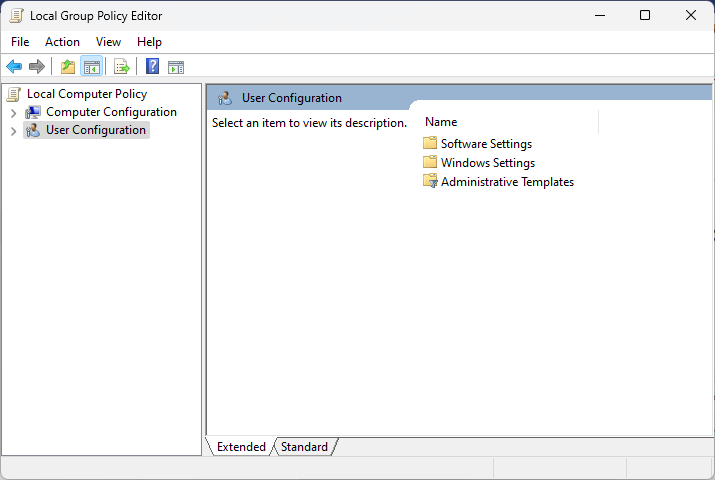 Local Group Policy Editor
File Action View Help
Local Computer Policy
Computer Configuration
User Configuration
User Configuration
Select an item to view its description.
Name
Software Settings
Windows Settings
Administrative Templates
Extended Standard